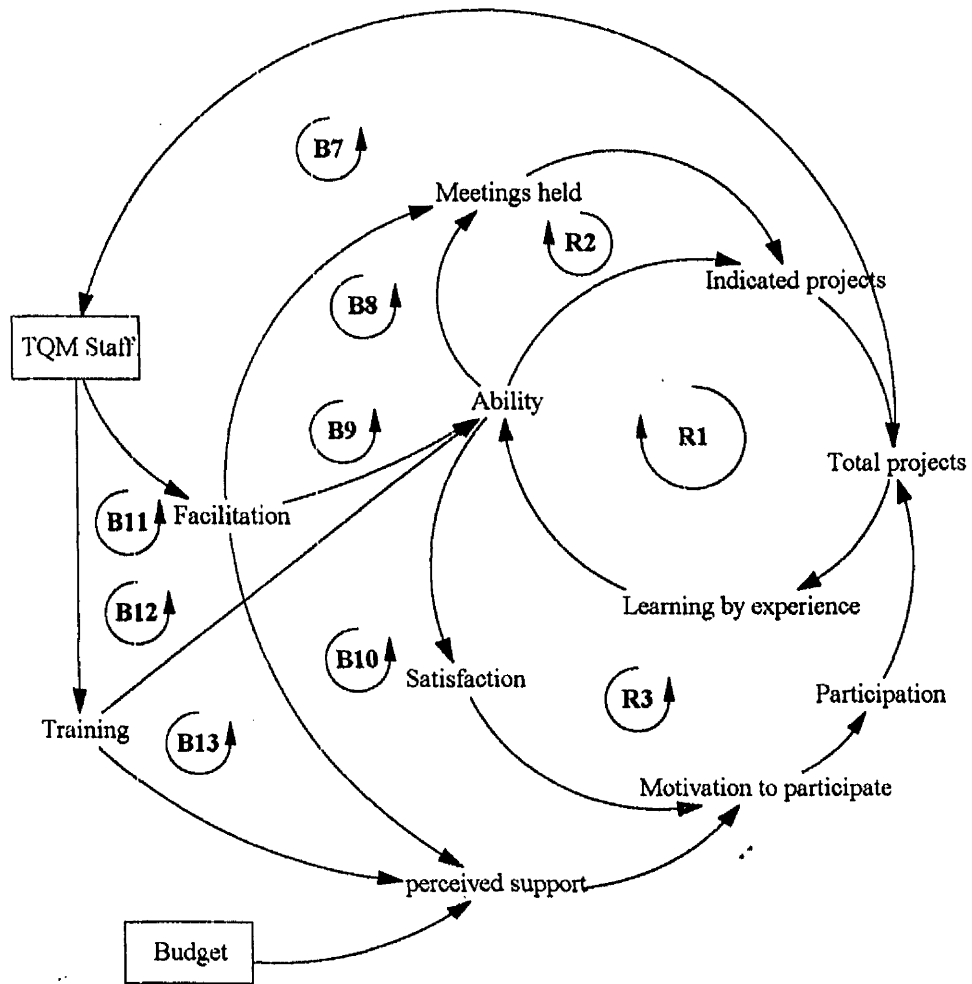 B7
Meetings held
R2
Indicated projects
B8
TQM Staff
Ability
B9
R1
Total projects
B11
Facilitation
B12
Learning by experience
B10
Satisfaction
R3
Participation
Training
B13
Motivation to participate
perceived support
Budget